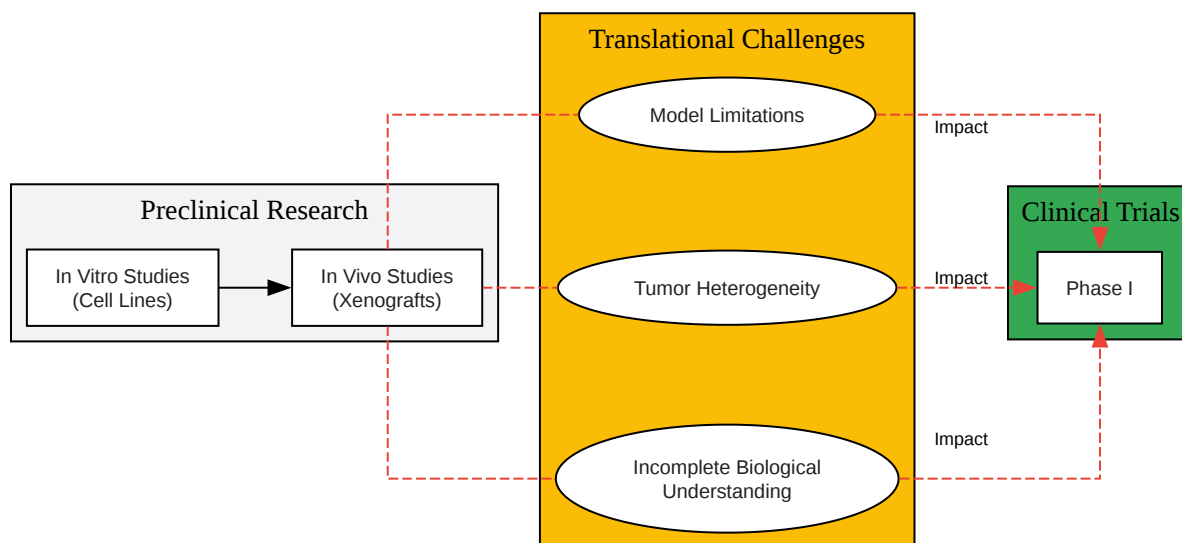 Translational Challenges
Model Limitations
Impact
Preclinical Research
Clinical Trials
In Vitro Studies
(Cell Lines)
In Vivo Studies
(Xenografts)
Tumor Heterogeneity
Impact
Phase I
Impact
Incomplete Biological
Understanding